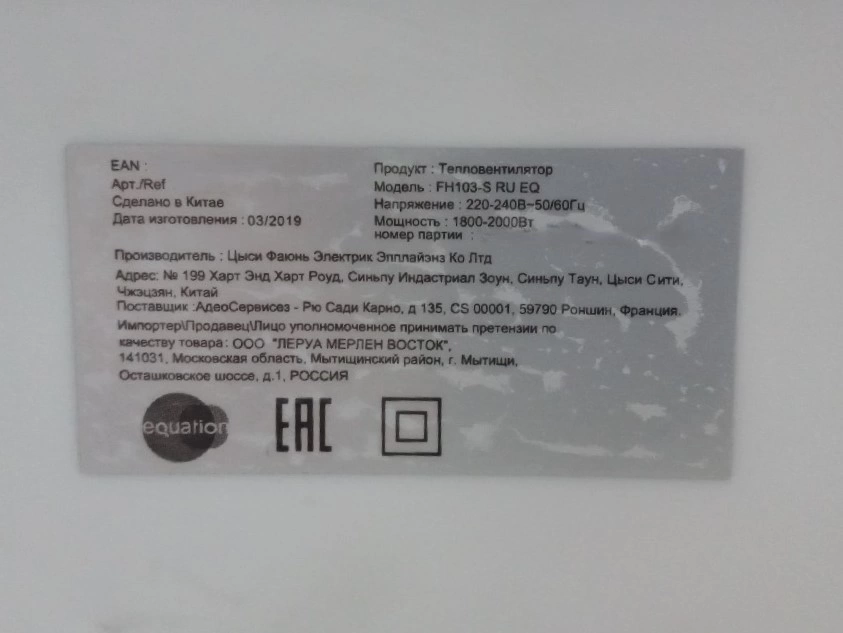 EAN :
Арт./Ref
Сделано в Китае
Дата изготовления : 03/2019
Продукт : Тепловентилятор
Модель : FH103-S RU EQ
Напряжение : 220-240В~50/60Гц
Мощность : 1800-2000Вт
номер партии :
Производитель : Цыси Фаюнь Электрик Эпплайэнз Ко Лтд
Адрес: № 199 Харт Энд Харт Роуд, Синьпу Индастриал Зоун, Синьпу Таун, Цыси Сити,
Чжэцзян, Китай
Поставщик :АдеоСервисез - Рю Сади Карно, д 135, CS 00001, 59790 Роншин, Франция.
Импортер\Продавец\Лицо уполномоченное принимать претензии по
качеству товара: ООО "ЛЕРУА МЕРЛЕН ВОСТОК",
141031, Московская область, Мытищинский район, г. Мытищи,
Осташковское шоссе, д.1, РОССИЯ
equation
EAC